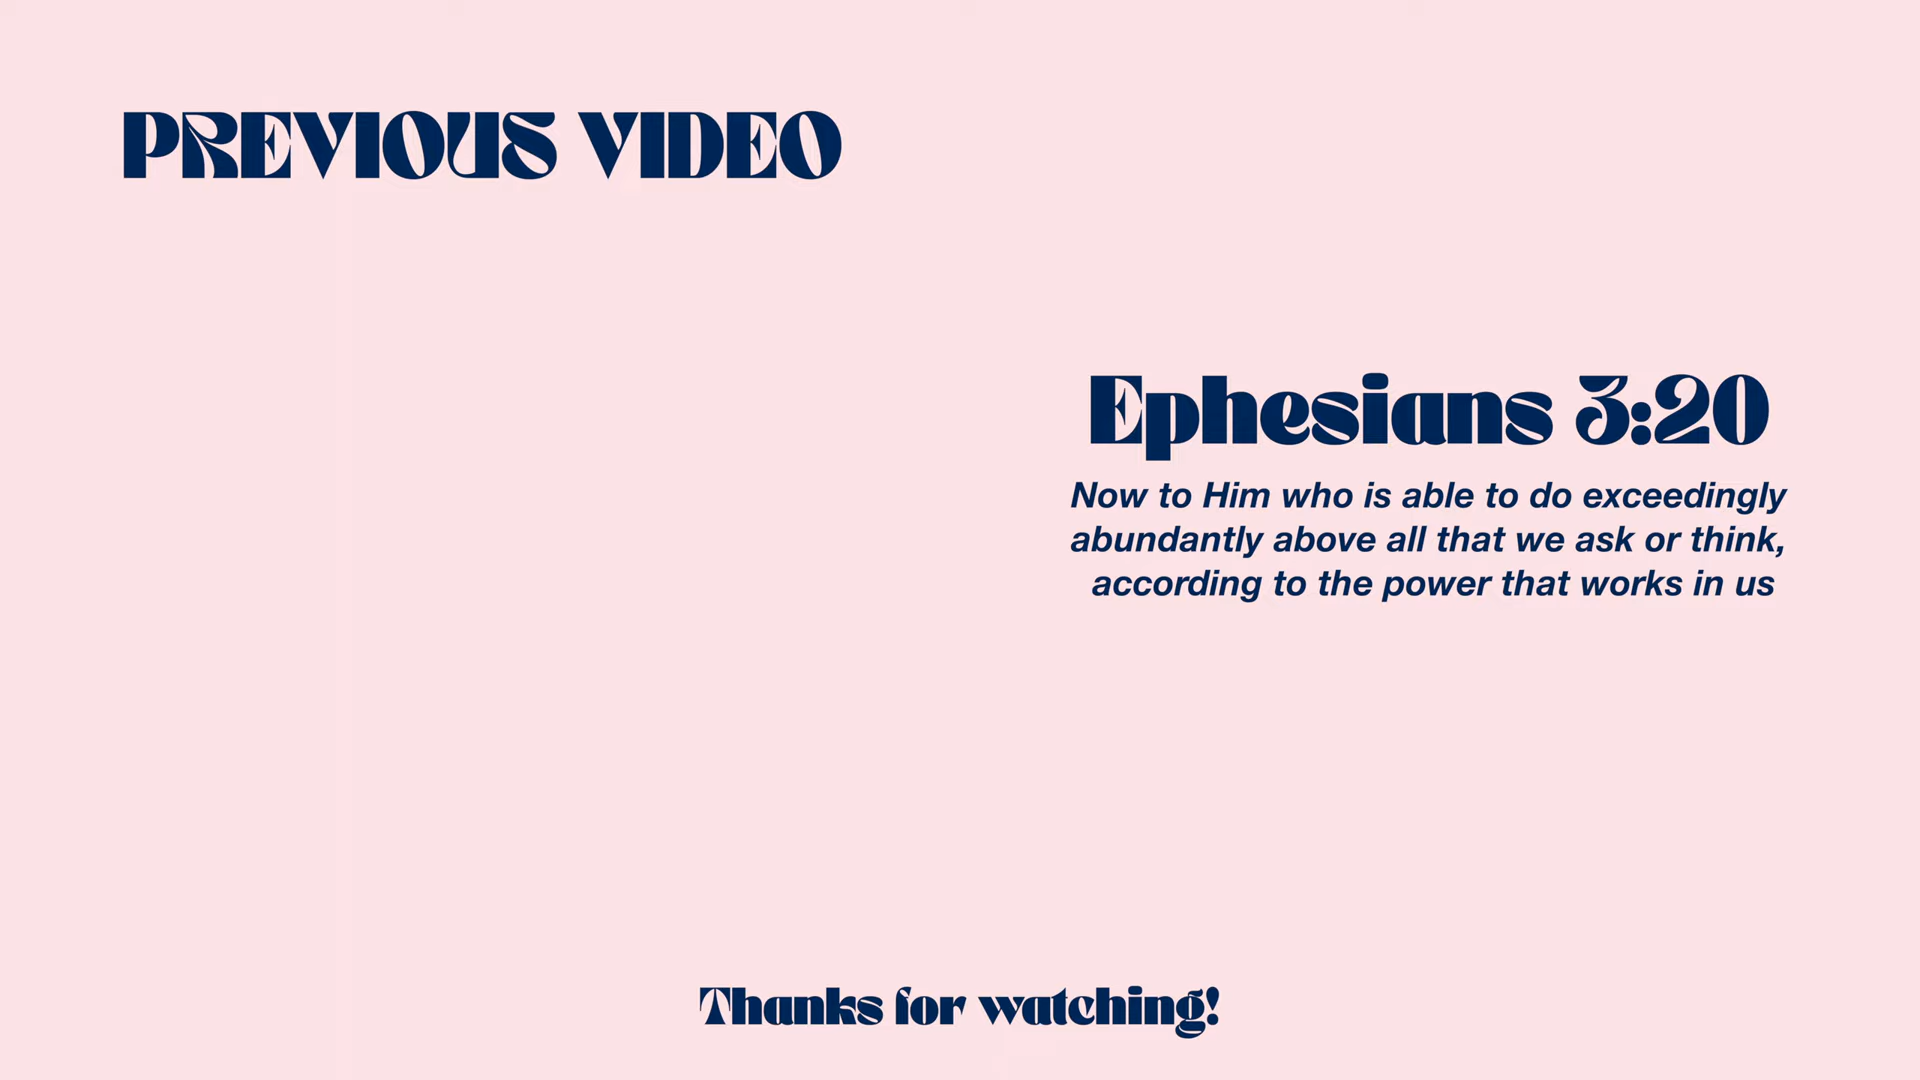 PREVIOUS VIDEO
Ephesians 3:20
Now to Him who is able to do exceedingly
abundantly above all that we ask or think,
according to the power that works in us
Thanks for watching!